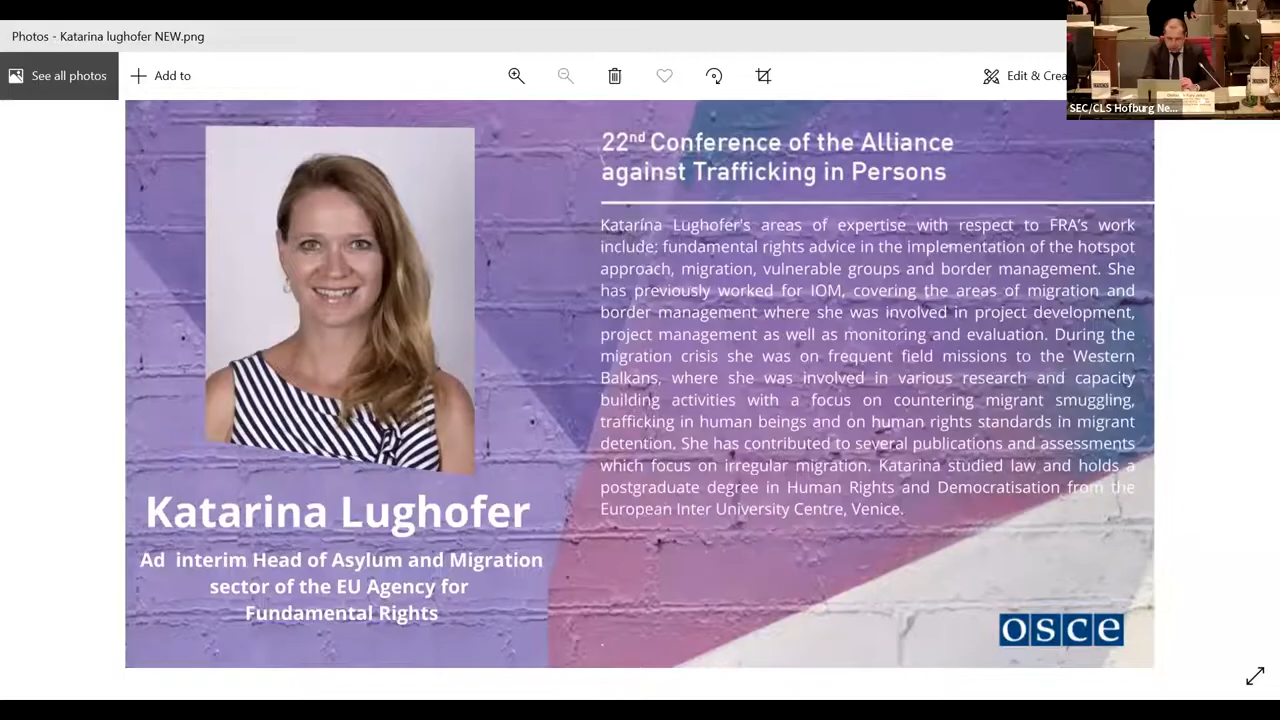 Photos - Katarina lughofer NEW.png
See all photos
Add to
Edit & Crea
SEC/CLS Hofburg Ne...
22nd Conference of the Alliance
against Trafficking in Persons
Katarína Lughofer's areas of expertise with respect to FRA's work
include: fundamental rights advice in the implementation of the hotspot
approach, migration, vulnerable groups and border management. She
has previously worked for IOM, covering the areas of migration and
border management where she was involved in project development,
project management as well as monitoring and evaluation. During the
migration crisis she was on frequent field missions to the Western
Balkans, where she was involved in various research and capacity
building activities with a focus on countering migrant smuggling,
trafficking in human beings and on human rights standards in migrant
detention. She has contributed to several publications and assessments
which focus on irregular migration. Katarina studied law and holds a
postgraduate degree in Human Rights and Democratisation from the
European Inter University Centre, Venice.
Katarina Lughofer
Ad interim Head of Asylum and Migration
sector of the EU Agency for
Fundamental Rights
osce